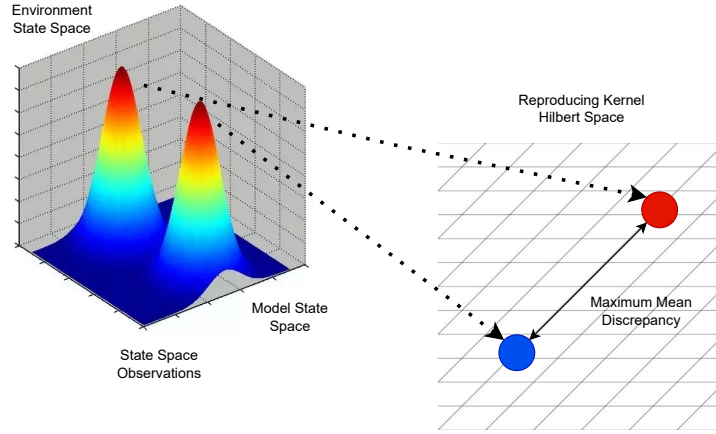 Environment
State Space
Reproducing Kernel
Hilbert Space
Maximum Mean
Discrepancy
Model State
Space
State Space
Observations